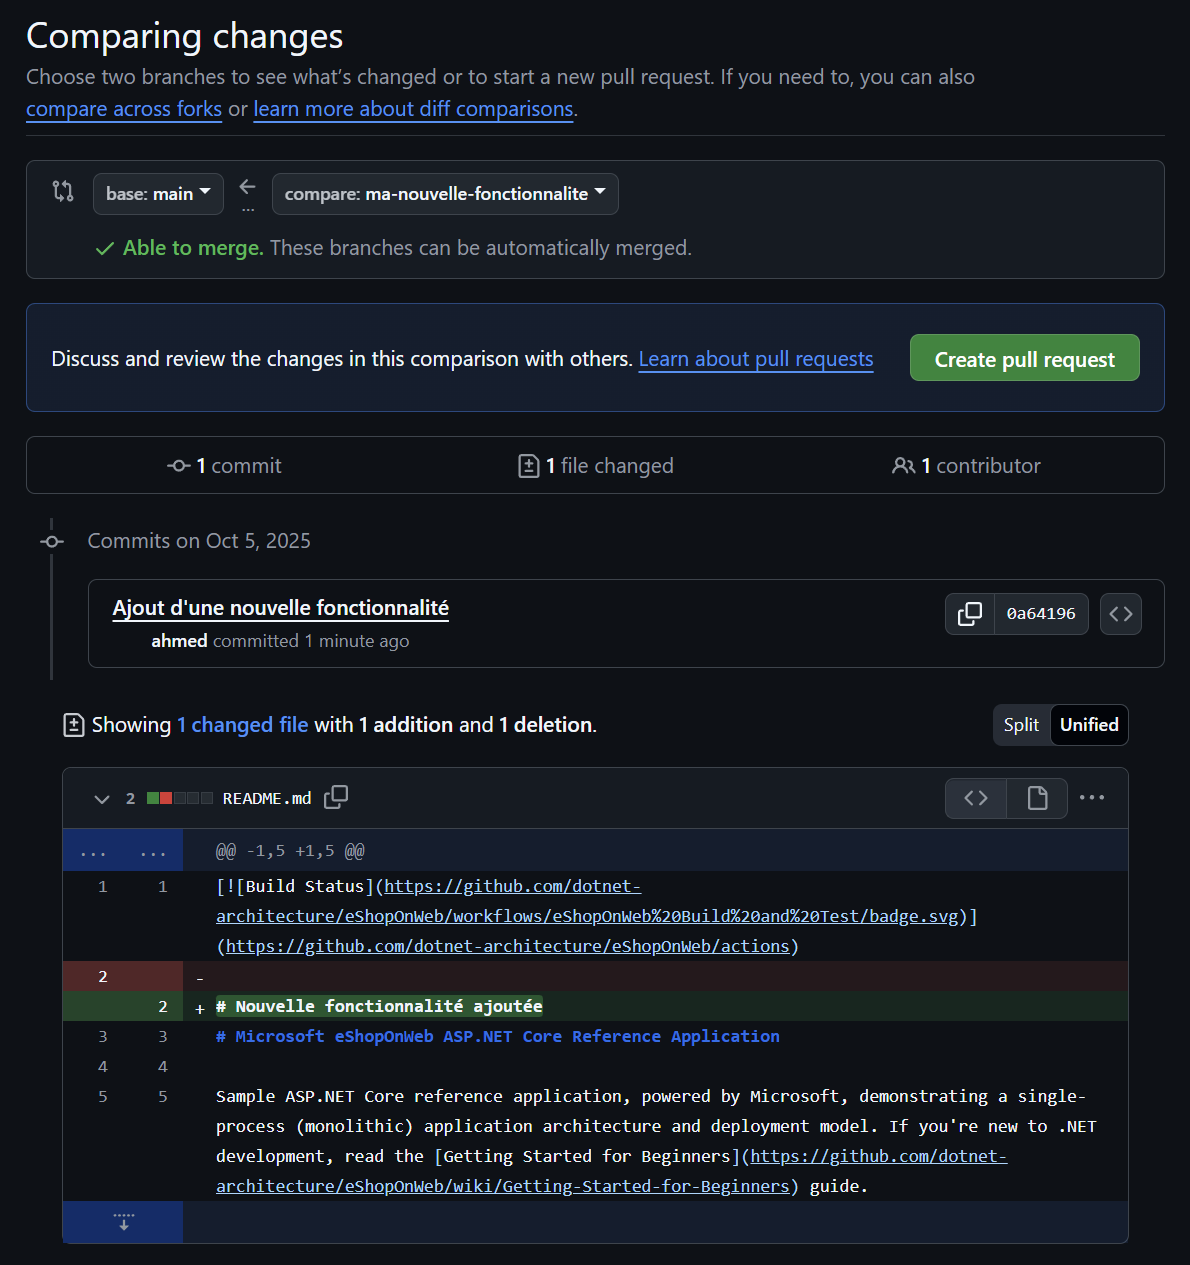 Comparing changes
Choose two branches to see what's changed or to start a new pull request. If you need to, you can also
compare across forks or learn more about diff comparisons.
base: main
...
compare: ma-nouvelle-fonctionnalite
Able to merge. These branches can be automatically merged.
Discuss and review the changes in this comparison with others. Learn about pull requests
Create pull request
1 commit
1 file changed
1 contributor
Commits on Oct 5, 2025
Ajout d'une nouvelle fonctionnalité
0a64196
ahmed committed 1 minute ago
Showing 1 changed file with 1 addition and 1 deletion.
Split Unified
2 README.md
... ... @@ -1,5 +1,5 @@
1 1 [![Build Status](https://github.com/dotnet-
architecture/eShopOnWeb/workflows/eShopOnWeb%20Build%20and%20Test/badge.svg)]
(https://github.com/dotnet-architecture/eShopOnWeb/actions)
2 -
2 + # Nouvelle fonctionnalité ajoutée
3 3 # Microsoft eShopOnWeb ASP.NET Core Reference Application
4 4
5 5 Sample ASP.NET Core reference application, powered by Microsoft, demonstrating a single-
process (monolithic) application architecture and deployment model. If you're new to .NET
development, read the [Getting Started for Beginners](https://github.com/dotnet-
architecture/eShopOnWeb/wiki/Getting-Started-for-Beginners) guide.